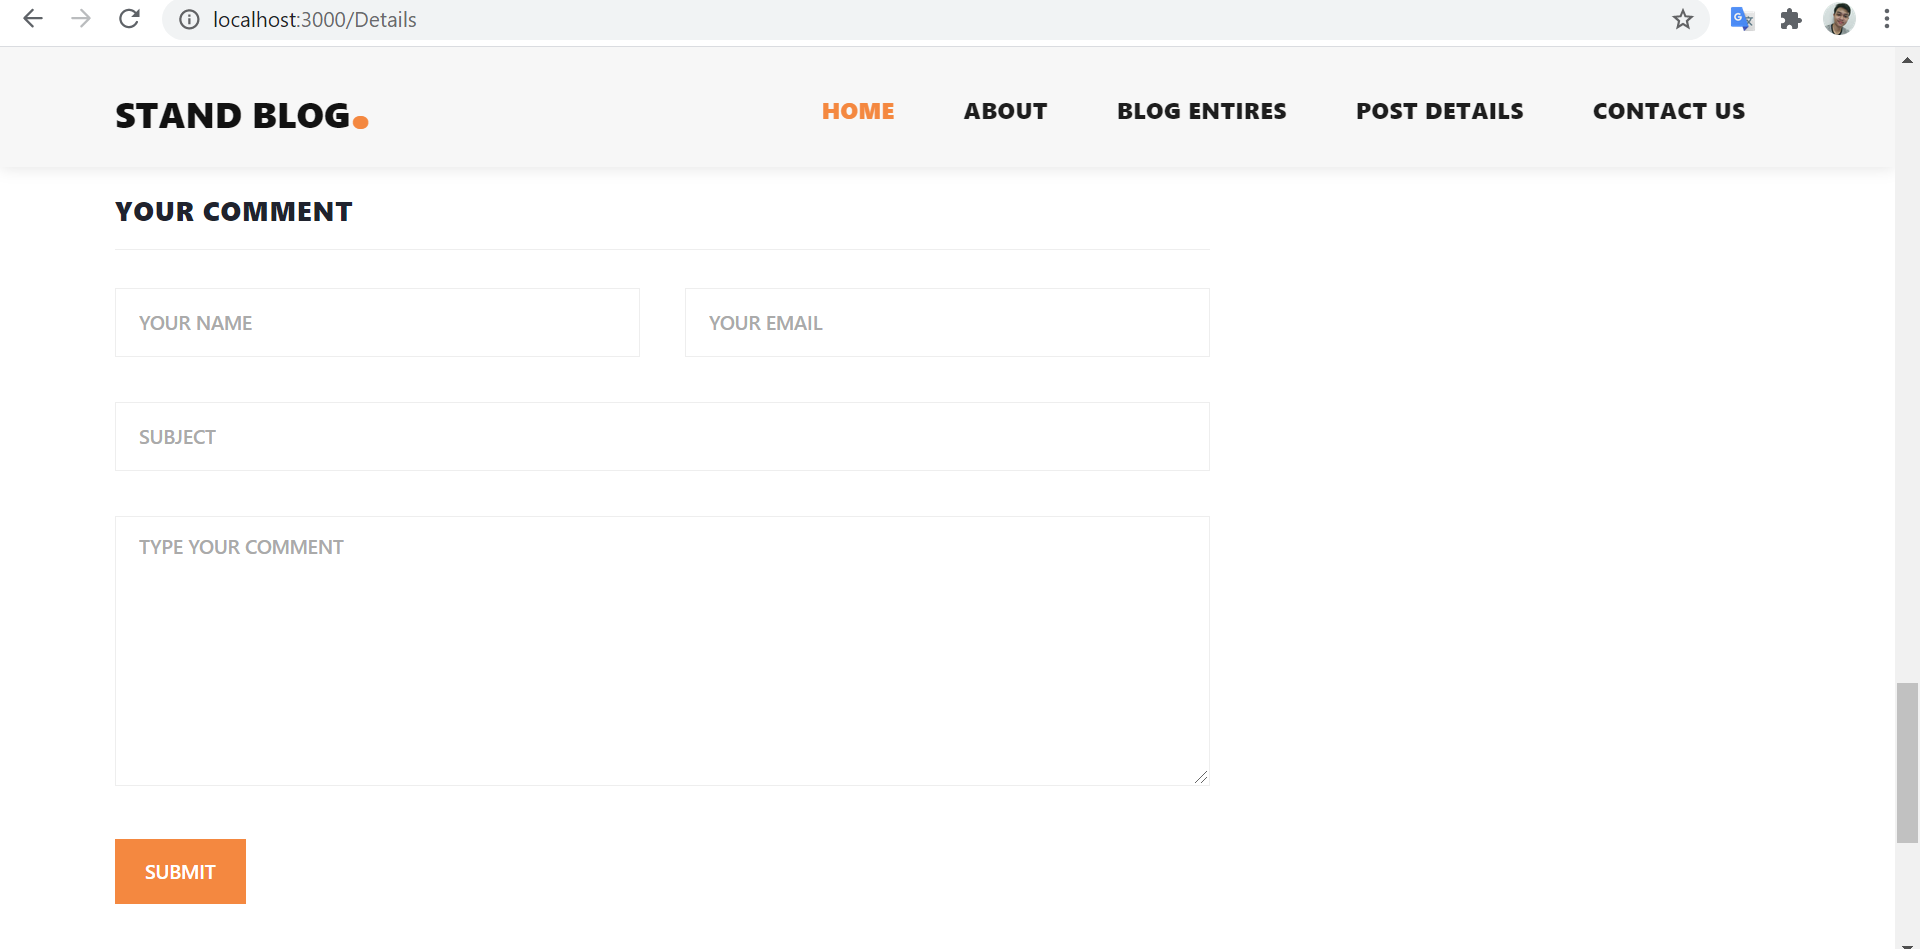 localhost:3000/Details
STAND BLOG.
HOME ABOUT BLOG ENTIRES POST DETAILS CONTACT US
YOUR COMMENT
YOUR NAME YOUR EMAIL
SUBJECT
TYPE YOUR COMMENT
SUBMIT